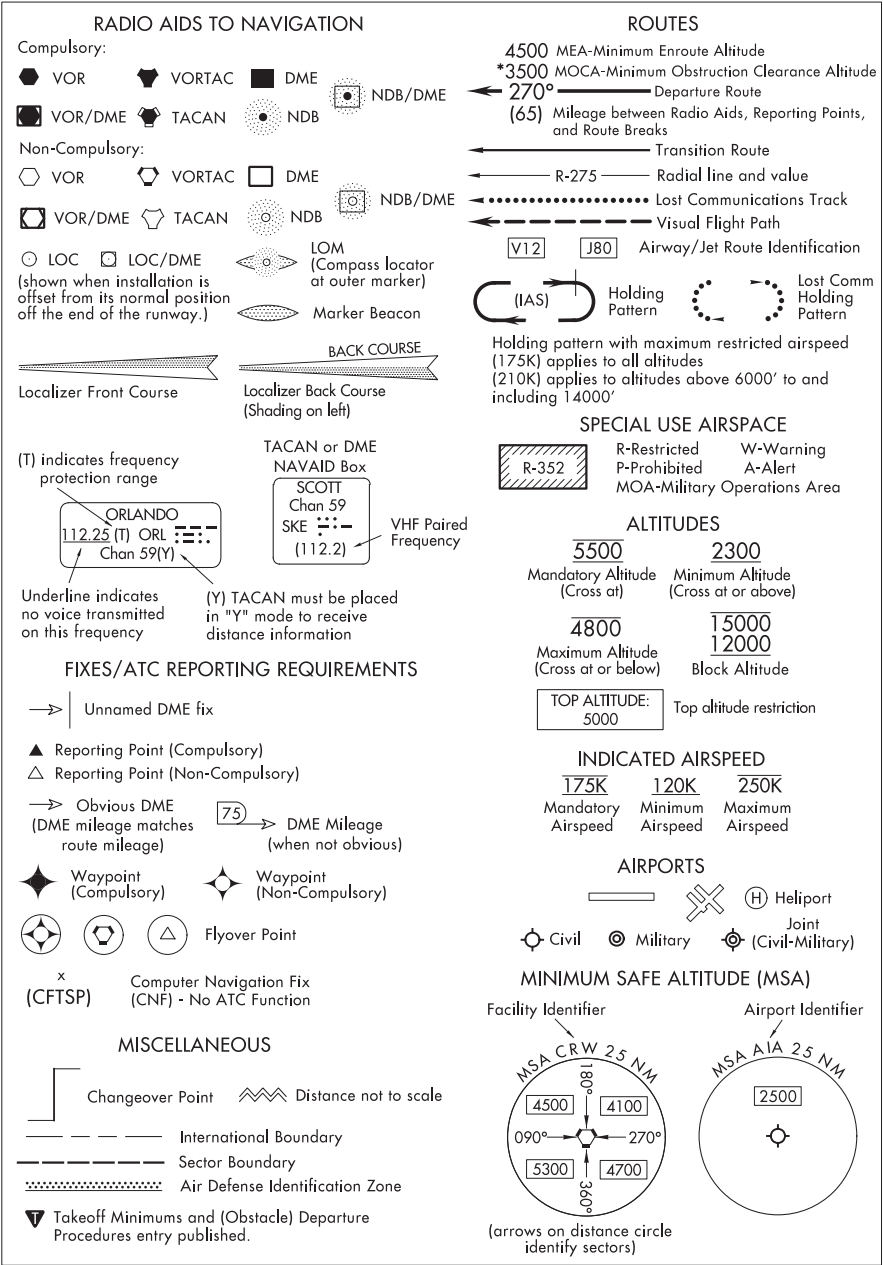 RADIO AIDS TO NAVIGATION
Compulsory:
VOR
VORTAC
DME
NDB/DME
VOR/DME
TACAN
NDB
Non-Compulsory:
VOR
VORTAC
DME
NDB/DME
VOR/DME
TACAN
NDB
LOC
LOC/DME
(shown when installation is
offset from its normal position
off the end of the runway.)
LOM
(Compass locator
at outer marker)
Marker Beacon
Localizer Front Course
BACK COURSE
Localizer Back Course
(Shading on left)
(T) indicates frequency
protection range
ORLANDO
112.25 (T) ORL
Chan 59(Y)
Underline indicates
no voice transmitted
on this frequency
(Y) TACAN must be placed
in "Y" mode to receive
distance information
TACAN or DME
NAVAID Box
SCOTT
Chan 59
SKE
(112.2)
VHF Paired
Frequency
FIXES/ATC REPORTING REQUIREMENTS
Unnamed DME fix
Reporting Point (Compulsory)
Reporting Point (Non-Compulsory)
Obvious DME
(DME mileage matches
route mileage)
75
DME Mileage
(when not obvious)
Waypoint
(Compulsory)
Waypoint
(Non-Compulsory)
Flyover Point
x
(CFTSP)
Computer Navigation Fix
(CNF) - No ATC Function
MISCELLANEOUS
Changeover Point
Distance not to scale
International Boundary
Sector Boundary
Air Defense Identification Zone
T
Takeoff Minimums and (Obstacle) Departure
Procedures entry published.
ROUTES
4500 MEA-Minimum Enroute Altitude
*3500 MOCA-Minimum Obstruction Clearance Altitude
270° Departure Route
(65) Mileage between Radio Aids, Reporting Points,
and Route Breaks
Transition Route
R-275 Radial line and value
Lost Communications Track
Visual Flight Path
V12 J80 Airway/Jet Route Identification
(IAS)
Holding
Pattern
Lost Comm
Holding
Pattern
Holding pattern with maximum restricted airspeed
(175K) applies to all altitudes
(210K) applies to altitudes above 6000' to and
including 14000'
SPECIAL USE AIRSPACE
R-352
R-Restricted W-Warning
P-Prohibited A-Alert
MOA-Military Operations Area
ALTITUDES
5500
Mandatory Altitude
(Cross at)
2300
Minimum Altitude
(Cross at or above)
4800
Maximum Altitude
(Cross at or below)
15000
12000
Block Altitude
TOP ALTITUDE:
5000
Top altitude restriction
INDICATED AIRSPEED
175K
Mandatory
Airspeed
120K
Minimum
Airspeed
250K
Maximum
Airspeed
AIRPORTS
H Heliport
Civil
Military
Joint
(Civil-Military)
MINIMUM SAFE ALTITUDE (MSA)
Facility Identifier
MSA CRW 25 NM
180°
4500
4100
090°
270°
5300
4700
360°
(arrows on distance circle
identify sectors)
Airport Identifier
MSA AIA 25 NM
2500